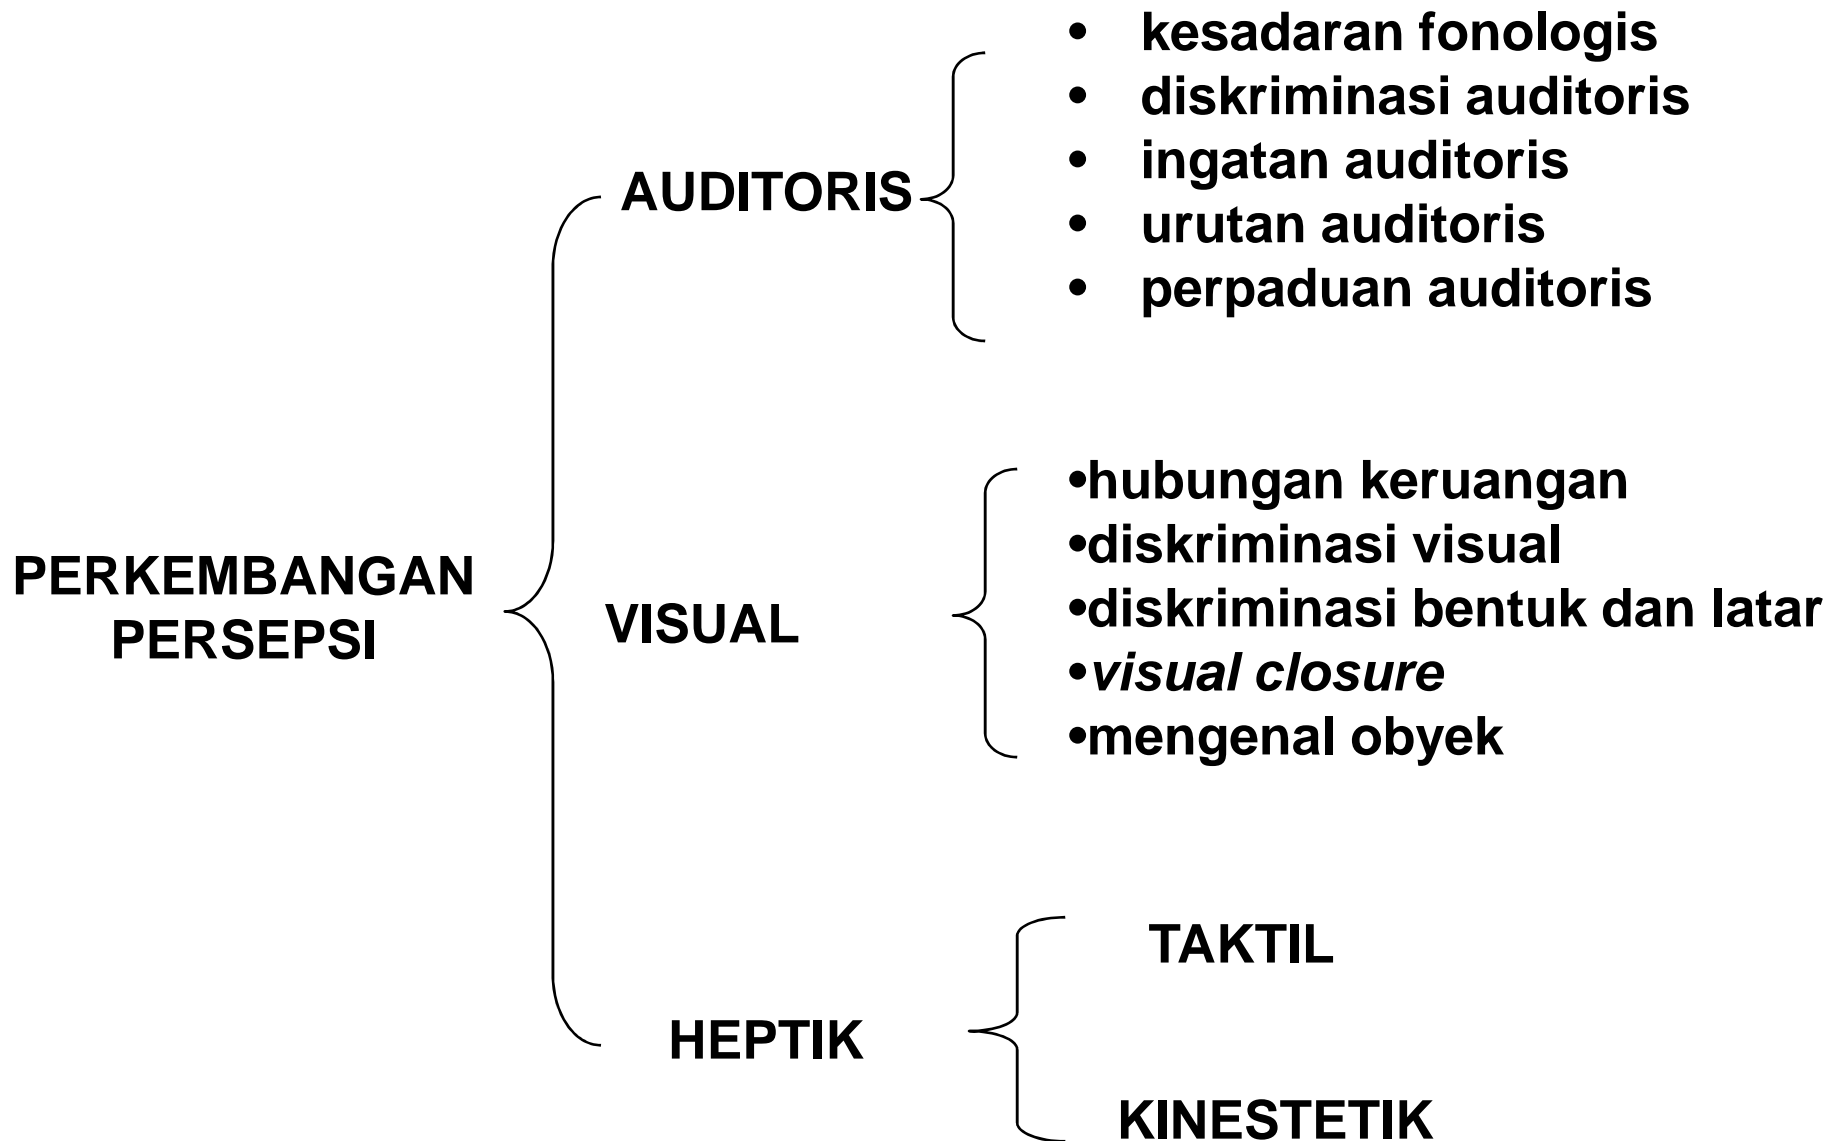 PERKEMBANGAN
PERSEPSI
AUDITORIS
• kesadaran fonologis
• diskriminasi auditoris
• ingatan auditoris
• urutan auditoris
• perpaduan auditoris
VISUAL
•hubungan keruangan
•diskriminasi visual
•diskriminasi bentuk dan latar
•visual closure
•mengenal obyek
HEPTIK
TAKTIL
KINESTETIK